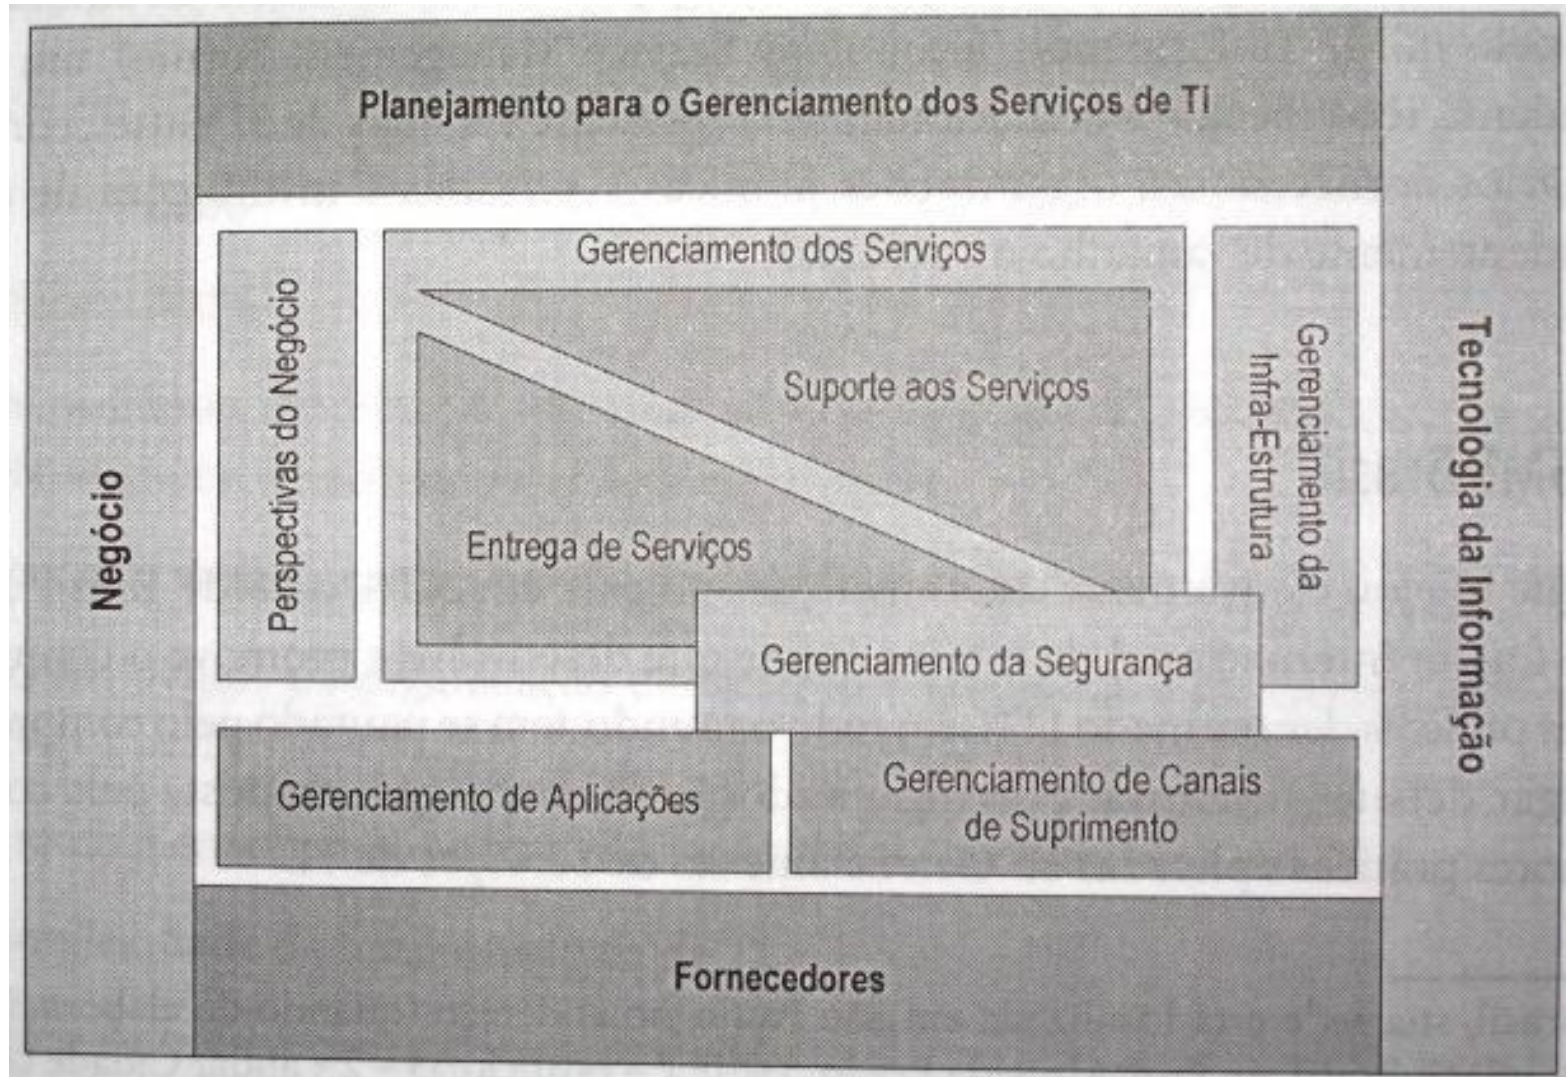 Planejamento para o Gerenciamento dos Serviços de TI
Negócio
Perspectivas do Negócio
Gerenciamento dos Serviços
Suporte aos Serviços
Entrega de Serviços
Gerenciamento da
Infra-Estrutura
Tecnologia da Informação
Gerenciamento da Segurança
Gerenciamento de Aplicações
Gerenciamento de Canais
de Suprimento
Fornecedores